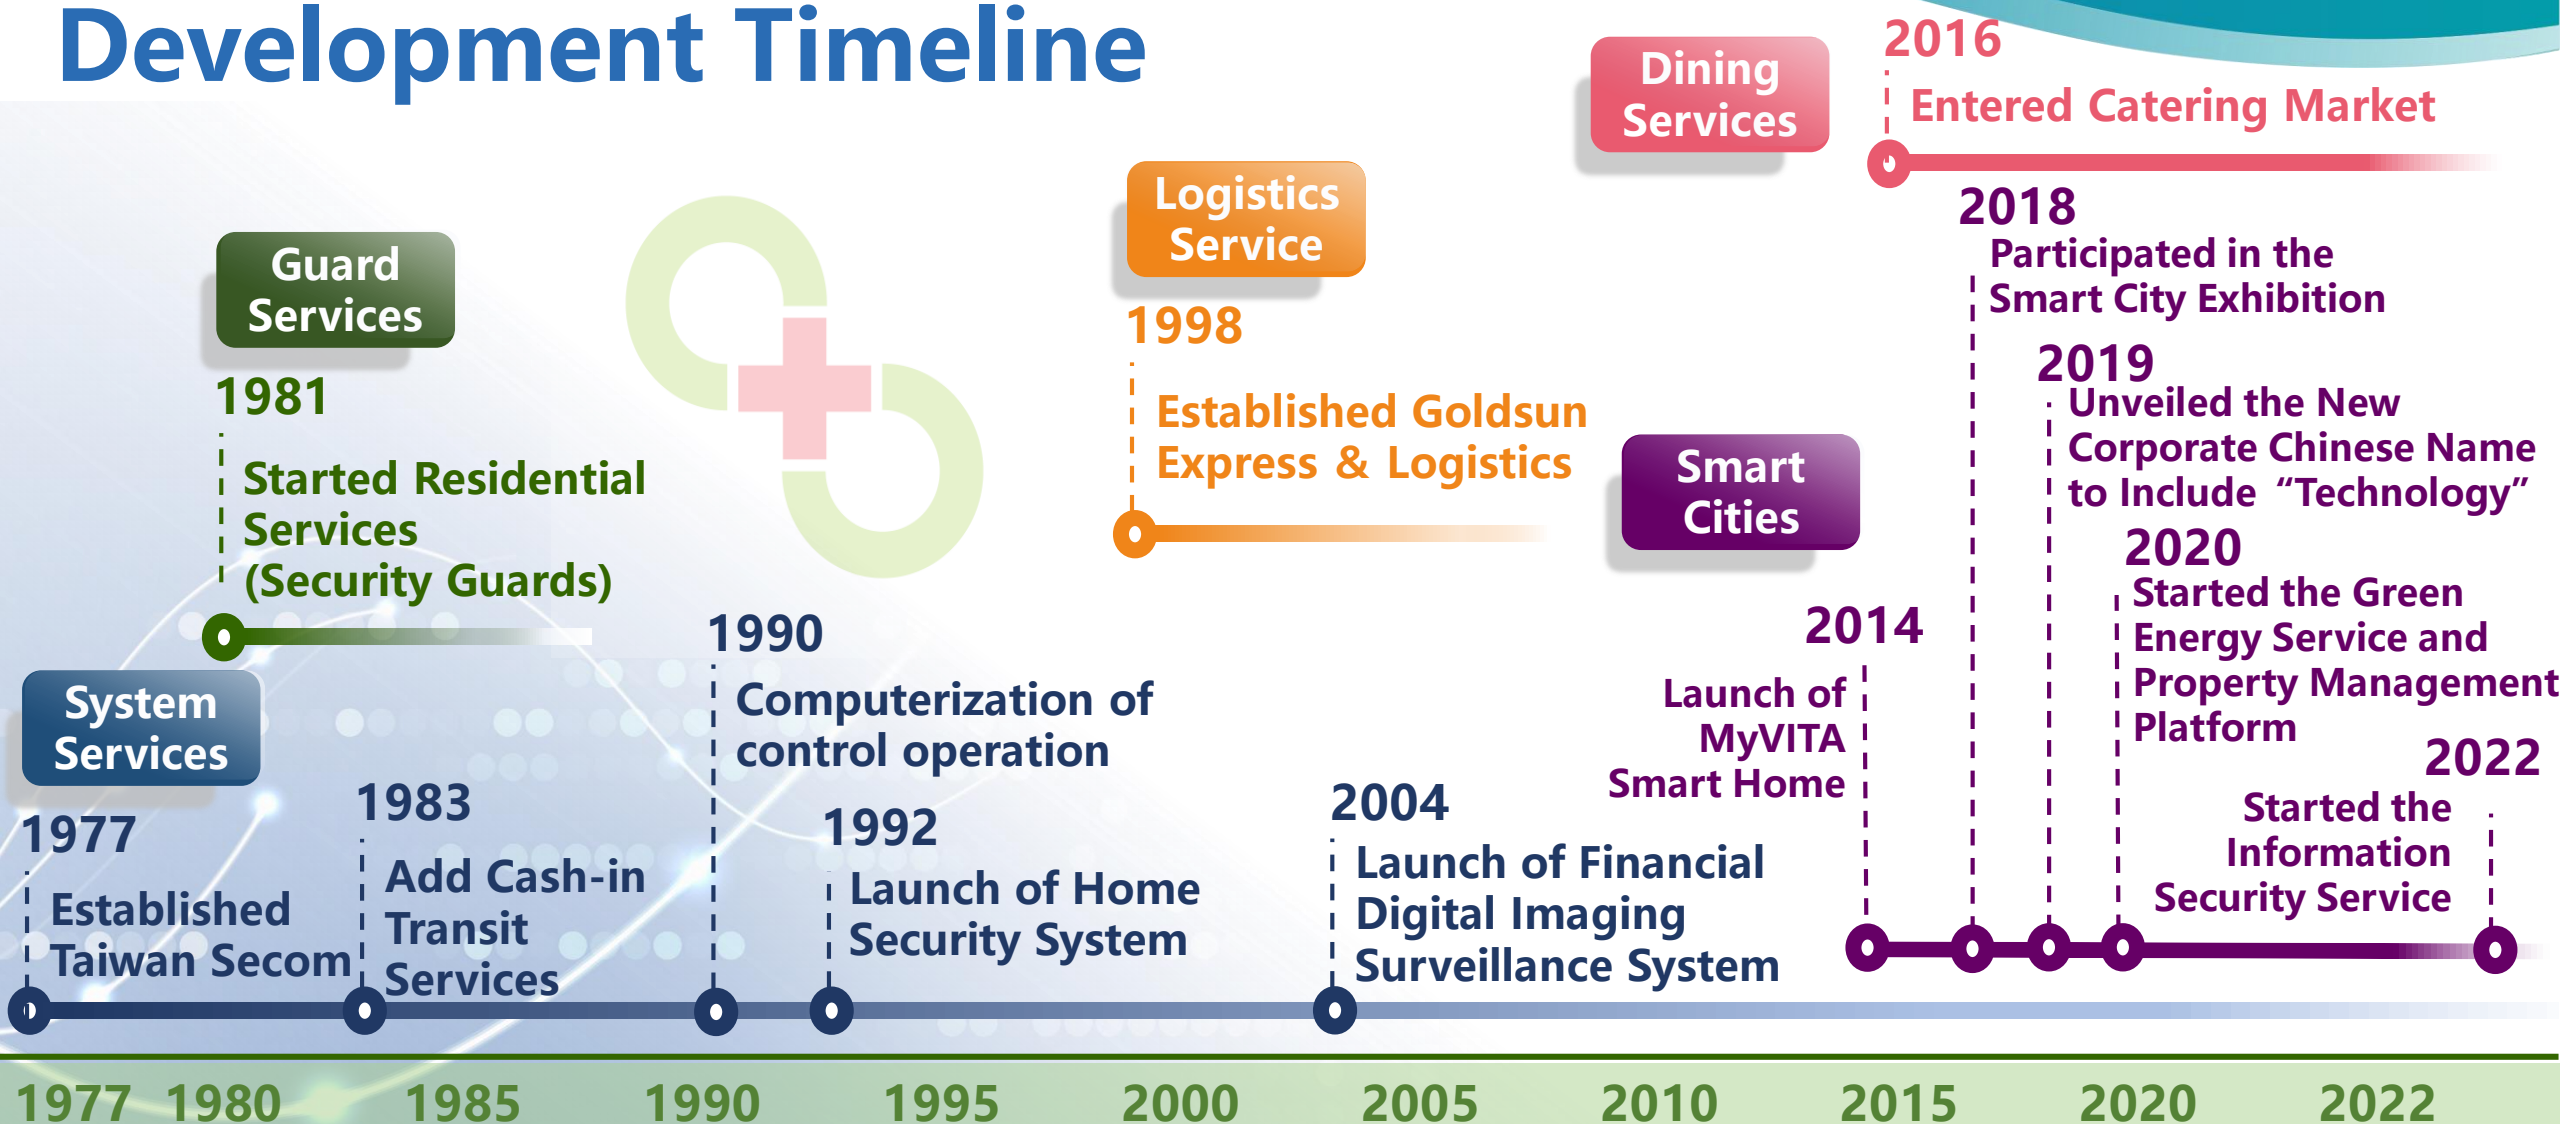 Development Timeline
Dining
Services
2016
Entered Catering Market
Logistics
Service
1998
Established Goldsun
Express & Logistics
Guard
Services
1981
Started Residential
Services
(Security Guards)
Smart
Cities
2014
Launch of
MyVITA
Smart Home
2018
Participated in the
Smart City Exhibition
2019
Unveiled the New
Corporate Chinese Name
to Include “Technology”
2020
Started the Green
Energy Service and
Property Management
Platform
2022
Started the
Information
Security Service
System
Services
1977
Established
Taiwan Secom
1983
Add Cash-in
Transit
Services
1990
Computerization of
control operation
1992
Launch of Home
Security System
2004
Launch of Financial
Digital Imaging
Surveillance System
1977 1980 1985 1990 1995 2000 2005 2010 2015 2020 2022